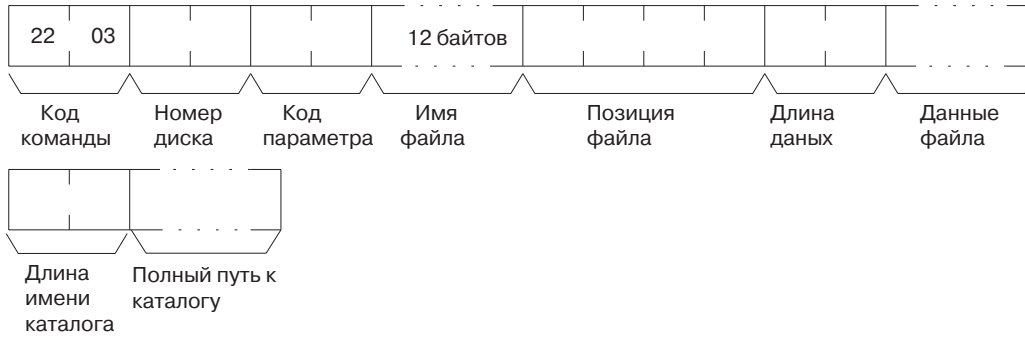 22 03 12 байтов
Код команды
Номер диска
Код параметра
Имя файла
Позиция файла
Длина даных
Данные файла
Длина имени каталога
Полный путь к каталогу